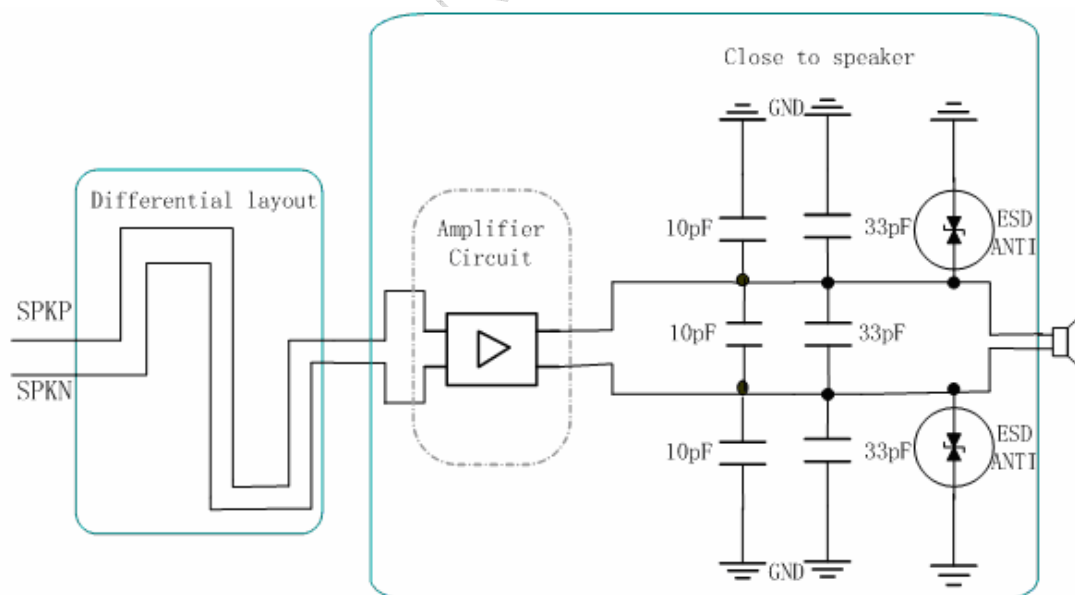 Close to speaker
GND
Differential layout
Amplifier
Circuit
10pF
33pF
ESD
ANTI
SPKP
10pF
33pF
SPKN
10pF
33pF
ESD
ANTI
GND